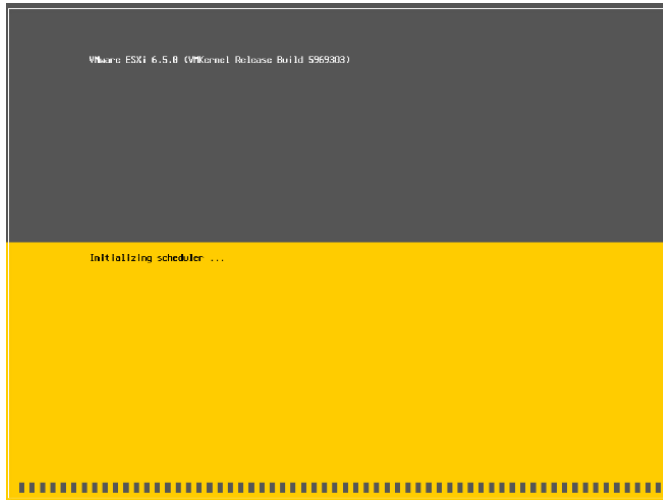 VMware ESXi 6.5.0 (VMKernel Release Build 5969303)
Initializing scheduler ...